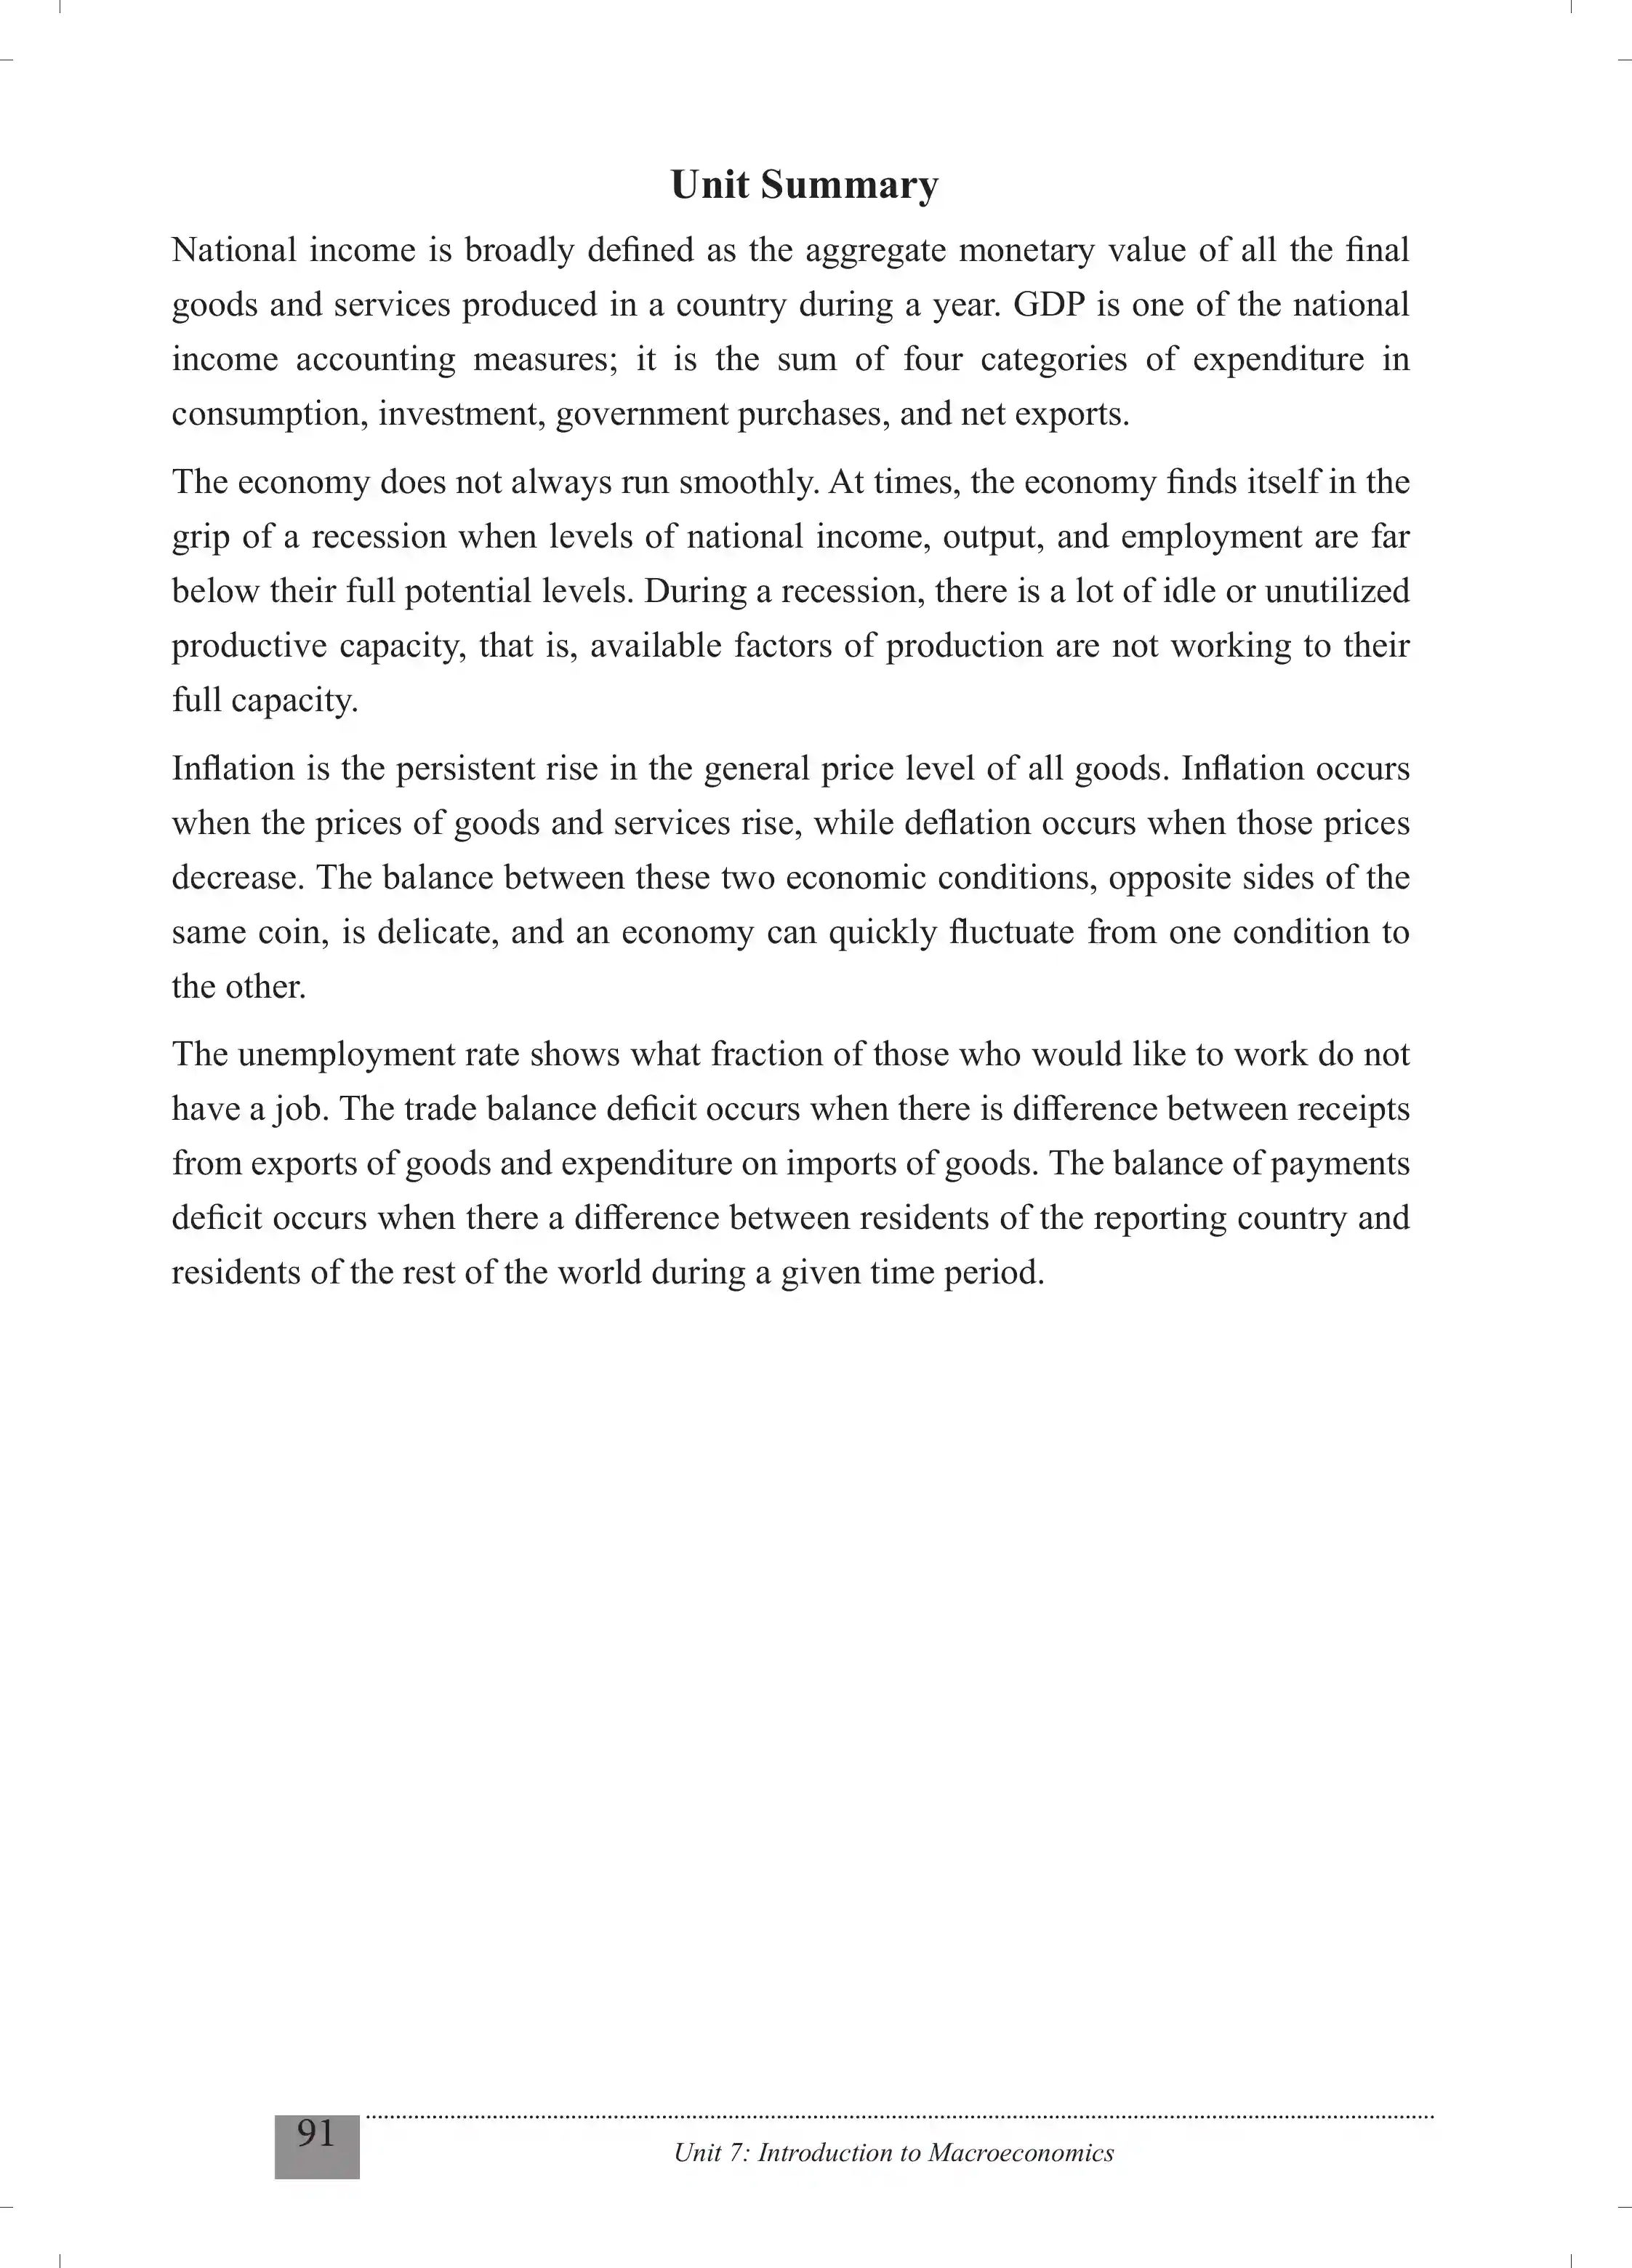 Unit Summary
National income is broadly defined as the aggregate monetary value of all the final
goods and services produced in a country during a year. GDP is one of the national
income accounting measures; it is the sum of four categories of expenditure in
consumption, investment, government purchases, and net exports.
The economy does not always run smoothly. At times, the economy finds itself in the
grip of a recession when levels of national income, output, and employment are far
below their full potential levels. During a recession, there is a lot of idle or unutilized
productive capacity, that is, available factors of production are not working to their
full capacity.
Inflation is the persistent rise in the general price level of all goods. Inflation occurs
when the prices of goods and services rise, while deflation occurs when those prices
decrease. The balance between these two economic conditions, opposite sides of the
same coin, is delicate, and an economy can quickly fluctuate from one condition to
the other.
The unemployment rate shows what fraction of those who would like to work do not
have a job. The trade balance deficit occurs when there is difference between receipts
from exports of goods and expenditure on imports of goods. The balance of payments
deficit occurs when there a difference between residents of the reporting country and
residents of the rest of the world during a given time period.
91
Unit 7: Introduction to Macroeconomics